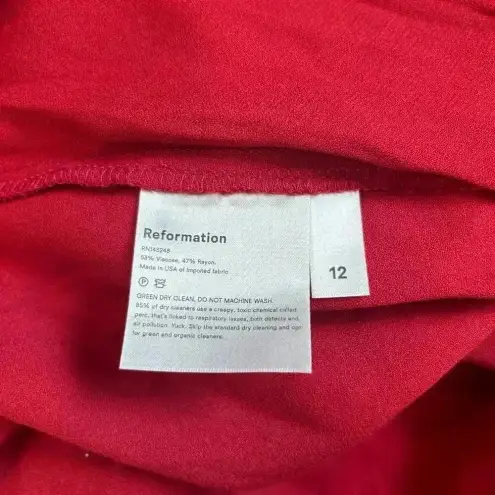 Reformation
RN145248
53% Viscose, 47% Rayon.
Made in USA of imported fabric
P
12
GREEN DRY CLEAN, DO NOT MACHINE WASH
85% of dry cleaners use a creepy, toxic chemical called
perc, that's linked to respiratory issues, birth defects and
air pollution. Yuck. Skip the standard dry cleaning and opt
for green and organic cleaners.